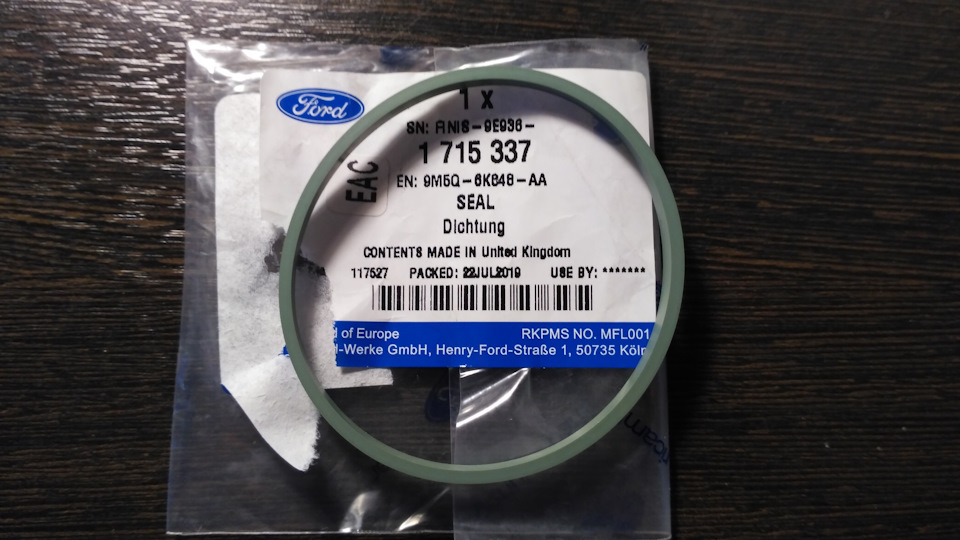 Ford
1 X
SN: FINIS-9E936-
1 715 337
EAC
EN: 9M5Q-6K848-AA
SEAL
Dichtung
CONTENTS MADE IN United Kingdom
117527 PACKED: 22JUL2019 USE BY: *******
d of Europe RKPMS NO. MFL001
-Werke GmbH, Henry-Ford-Straße 1, 50735 Köln